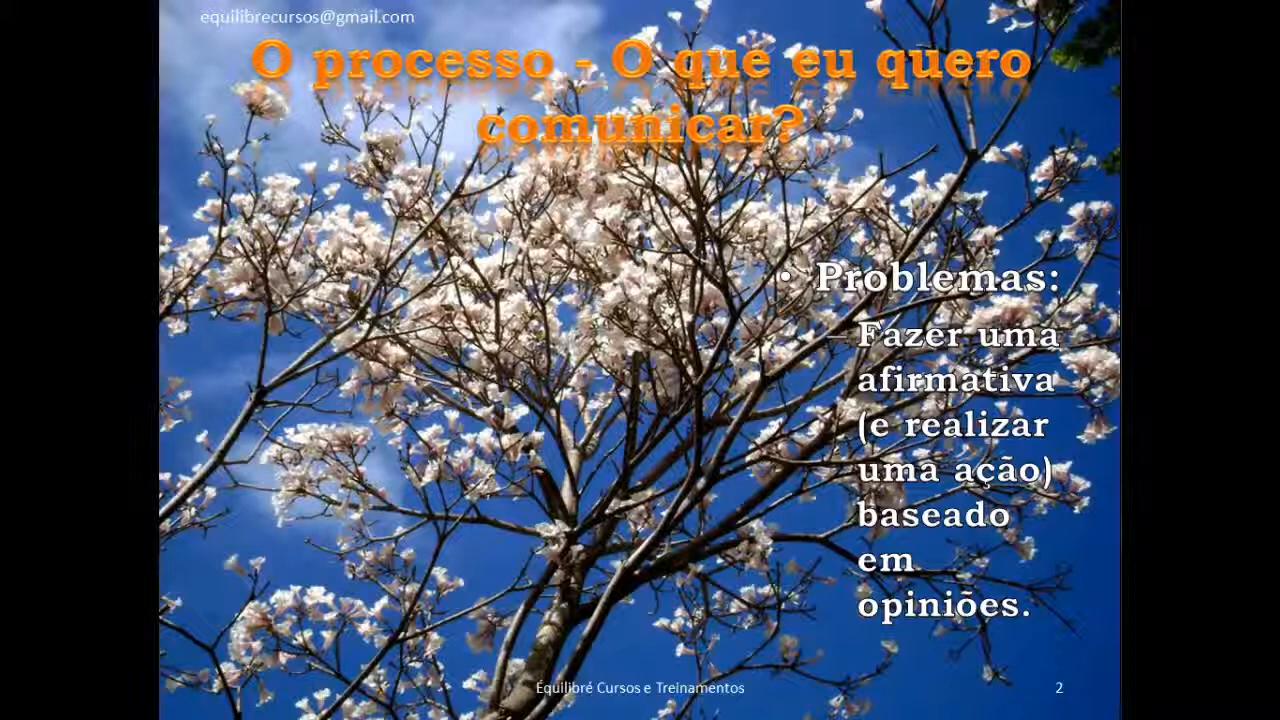 equilibrecursos@gmail.com
O processo - O que eu quero
comunicar?
• Problemas:
– Fazer uma
afirmativa
(e realizar
uma ação)
baseado
em
opiniões.
Équilibré Cursos e Treinamentos
2